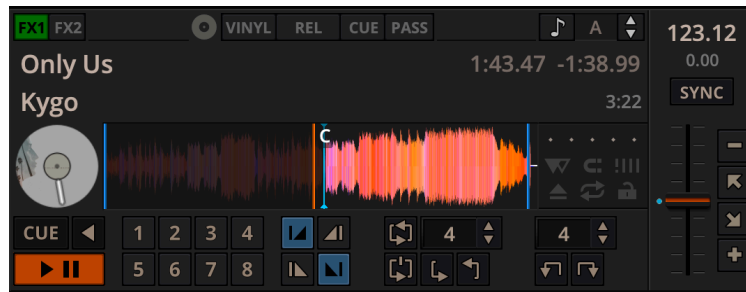 FX1 FX2 VINYL REL CUE PASS A
123.12
Only Us 1:43.47 -1:38.99
0.00
Kygo 3:22
SYNC
C
CUE 1 2 3 4 4 4
5 6 7 8